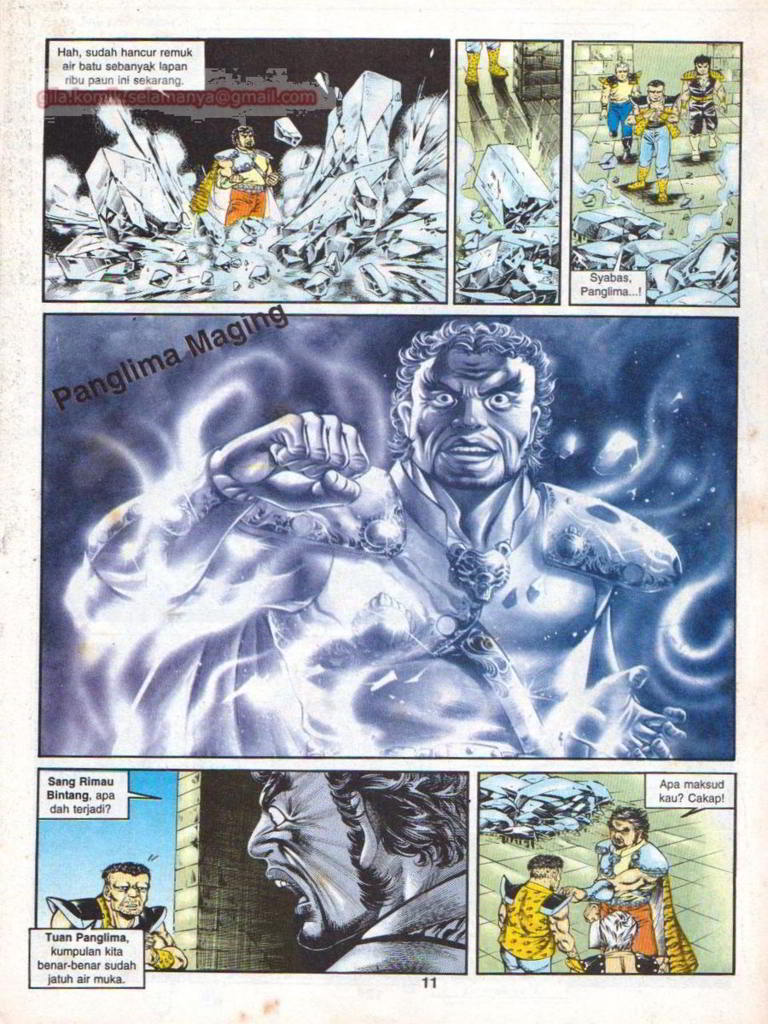 Hah, sudah hancur remuk
air batu sebanyak lapan
ribu paun ini sekarang.
gila.komik.selamanya@gmail.com
Syabas,
Panglima...!
Panglima Maging
Sang Rimau
Bintang, apa
dah terjadi?
Tuan Panglima,
kumpulan kita
benar-benar sudah
jatuh air muka.
Apa maksud
kau? Cakap!
11